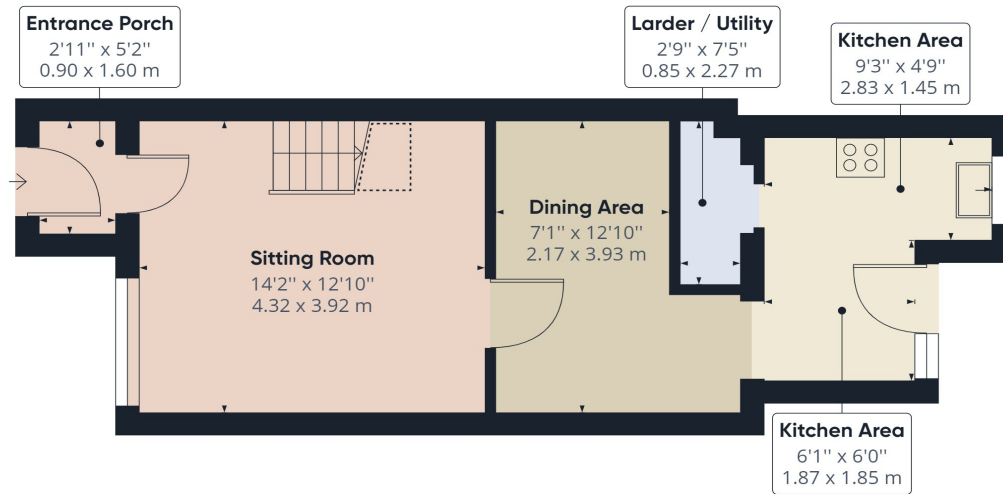 Entrance Porch
2'11'' x 5'2''
0.90 x 1.60 m
Larder / Utility
2'9'' x 7'5''
0.85 x 2.27 m
Kitchen Area
9'3'' x 4'9''
2.83 x 1.45 m
Sitting Room
14'2'' x 12'10''
4.32 x 3.92 m
Dining Area
7'1'' x 12'10''
2.17 x 3.93 m
Kitchen Area
6'1'' x 6'0''
1.87 x 1.85 m